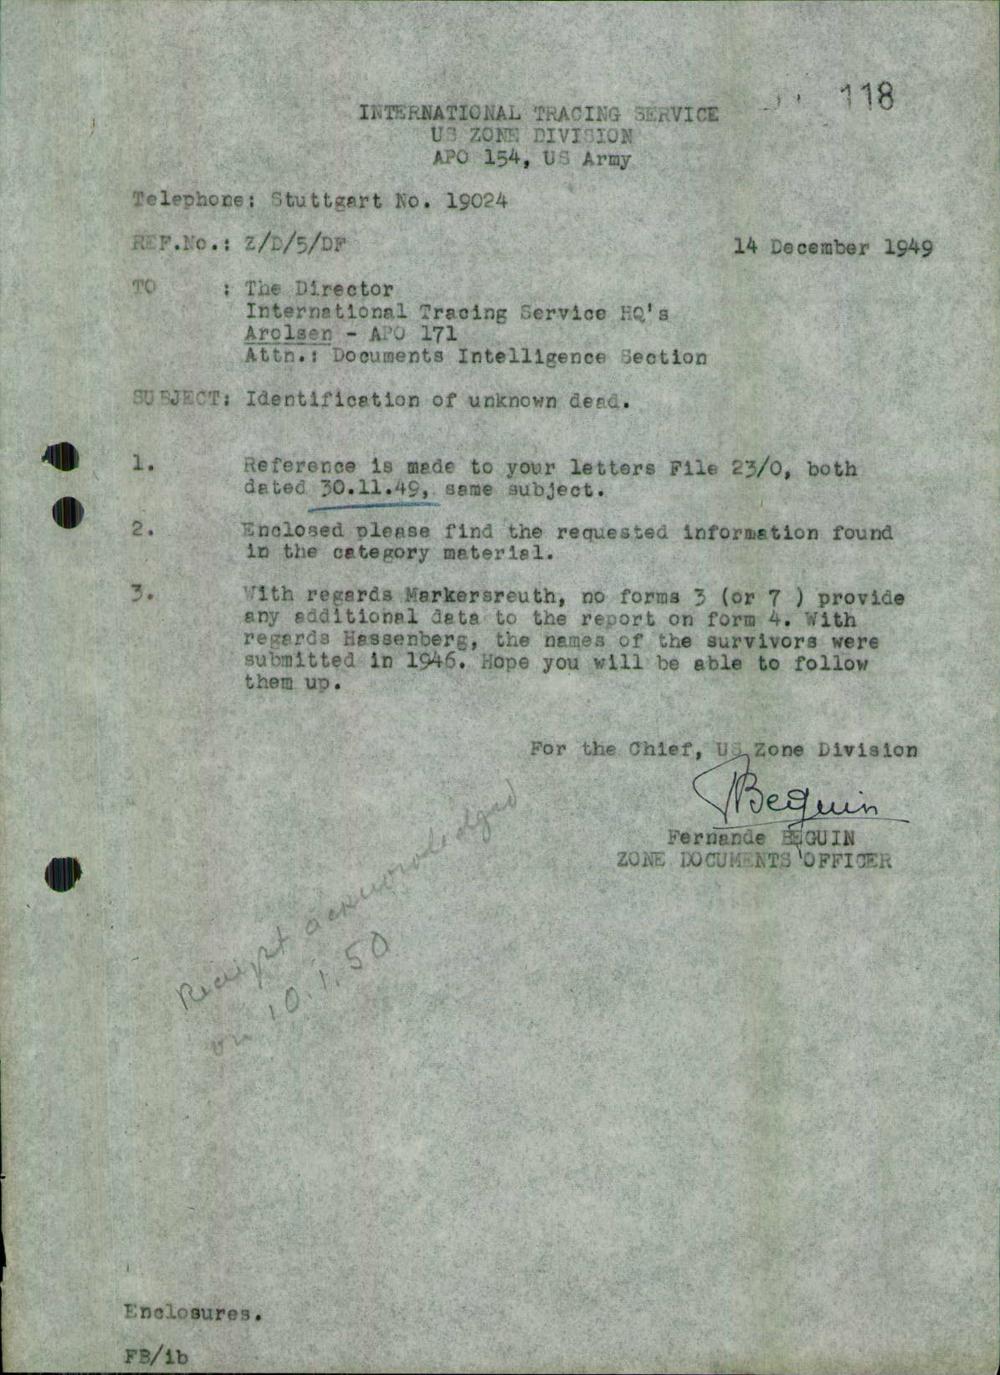 118
INTERNATIONAL TRACING SERVICE
US ZONE DIVISION
APO 154, US Army
Telephone: Stuttgart No. 19024
REF.No.: Z/D/5/DF
14 December 1949
TO : The Director
International Tracing Service HQ's
Arolsen - APO 171
Attn.: Documents Intelligence Section
SUBJECT: Identification of unknown dead.
1. Reference is made to your letters File 23/0, both
dated 30.11.49, same subject.
2. Enclosed please find the requested information found
in the category material.
3. With regards Markersreuth, no forms 3 (or 7 ) provide
any additional data to the report on form 4. With
regards Hassenberg, the names of the survivors were
submitted in 1946. Hope you will be able to follow
them up.
For the Chief, US Zone Division
Beguin
Fernande BEGUIN
ZONE DOCUMENTS OFFICER
Receipt acknowledged
on 10.1.50
Enclosures.
FB/ib